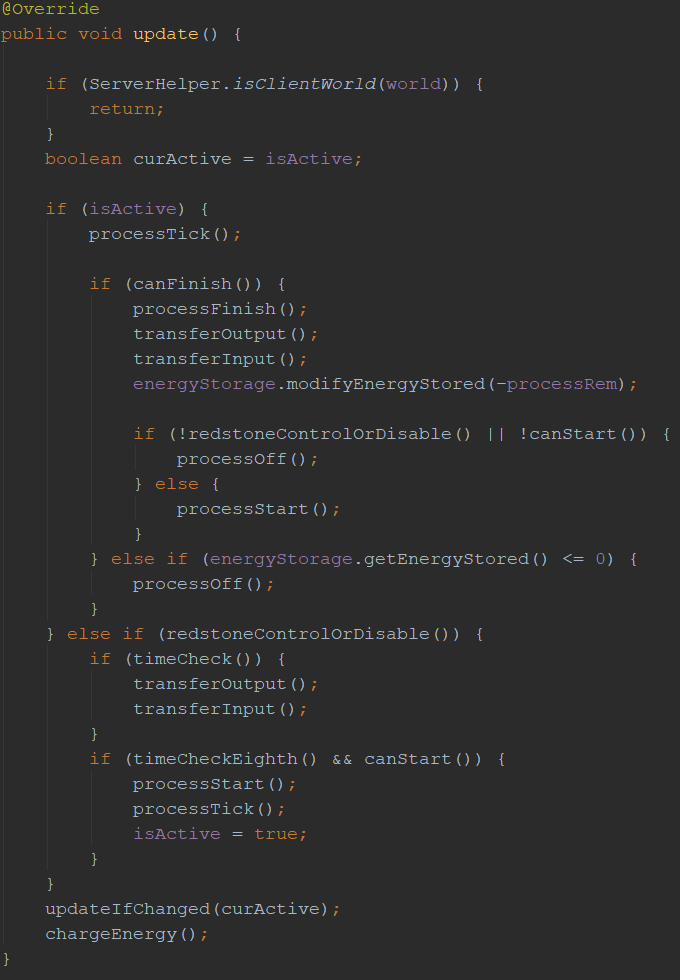 @Override
public void update() {
if (ServerHelper.isClientWorld(world)) {
return;
}
boolean curActive = isActive;
if (isActive) {
processTick();
if (canFinish()) {
processFinish();
transferOutput();
transferInput();
energyStorage.modifyEnergyStored(-processRem);
if (!redstoneControlOrDisable() || !canStart()) {
processOff();
} else {
processStart();
}
} else if (energyStorage.getEnergyStored() <= 0) {
processOff();
}
} else if (redstoneControlOrDisable()) {
if (timeCheck()) {
transferOutput();
transferInput();
}
if (timeCheckEighth() && canStart()) {
processStart();
processTick();
isActive = true;
}
}
updateIfChanged(curActive);
chargeEnergy();
}